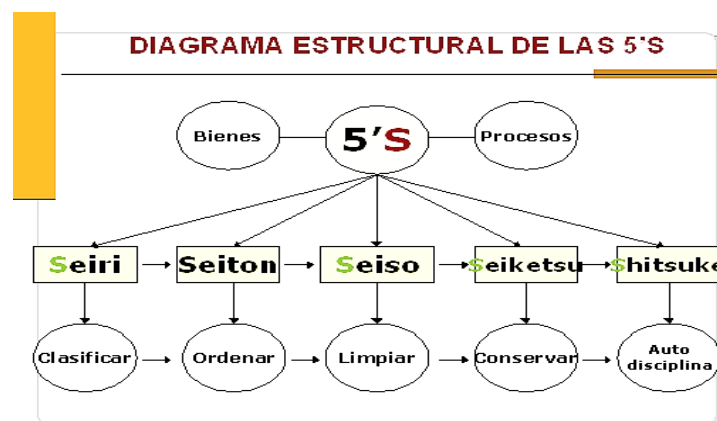 DIAGRAMA ESTRUCTURAL DE LAS 5'S
Bienes
5'S
Procesos
Seiri
Seiton
Seiso
Seiketsu
Shitsuke
Clasificar
Ordenar
Limpiar
Conservar
Auto
disciplina